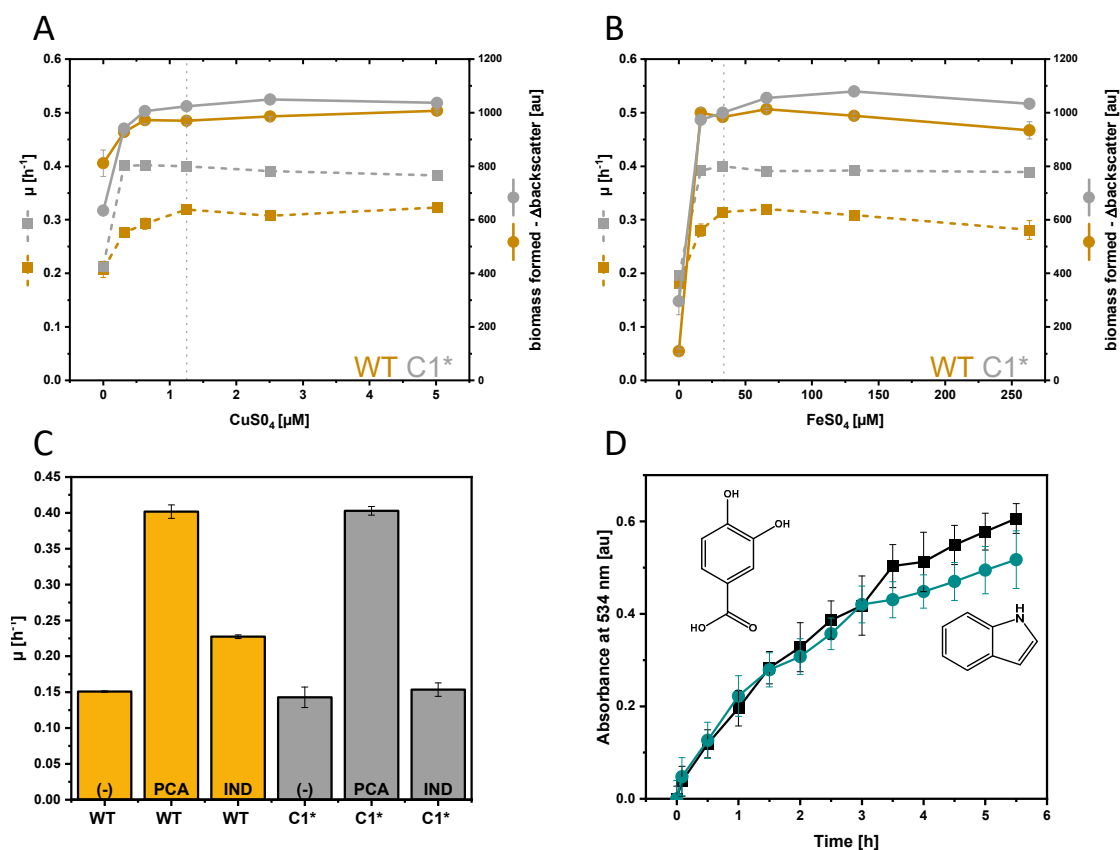 A
0.6
0.5
0.4
0.3
0.2
0.1
0.0
µ [h⁻¹]
1200
1000
800
600
400
200
0
biomass formed - Δbackscatter [au]
WT C1*
0 1 2 3 4 5
CuS0₄ [µM]
B
0.6
0.5
0.4
0.3
0.2
0.1
0.0
µ [h⁻¹]
1200
1000
800
600
400
200
0
biomass formed - Δbackscatter [au]
WT C1*
0 50 100 150 200 250
FeS0₄ [µM]
C
0.45
0.40
0.35
0.30
0.25
0.20
0.15
0.10
0.05
0.00
µ [h⁻¹]
(-) PCA IND (-) PCA IND
WT WT WT C1* C1* C1*
D
0.6
0.4
0.2
0.0
Absorbance at 534 nm [au]
OH
OH
HO
O
H
N
0 1 2 3 4 5 6
Time [h]